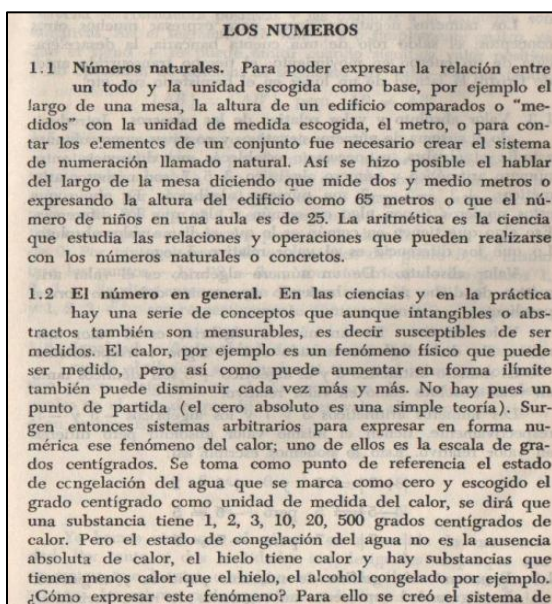 LOS NUMEROS
1.1 Números naturales. Para poder expresar la relación entre
un todo y la unidad escogida como base, por ejemplo el
largo de una mesa, la altura de un edificio comparados o "me-
didos" con la unidad de medida escogida, el metro, o para con-
tar los elementos de un conjunto fue necesario crear el sistema
de numeración llamado natural. Así se hizo posible el hablar
del largo de la mesa diciendo que mide dos y medio metros o
expresando la altura del edificio como 65 metros o que el nú-
mero de niños en una aula es de 25. La aritmética es la ciencia
que estudia las relaciones y operaciones que pueden realizarse
con los números naturales o concretos.
1.2 El número en general. En las ciencias y en la práctica
hay una serie de conceptos que aunque intangibles o abs-
tractos también son mensurables, es decir susceptibles de ser
medidos. El calor, por ejemplo es un fenómeno físico que puede
ser medido, pero así como puede aumentar en forma ilímite
también puede disminuir cada vez más y más. No hay pues un
punto de partida (el cero absoluto es una simple teoría). Sur-
gen entonces sistemas arbitrarios para expresar en forma nu-
mérica ese fenómeno del calor; uno de ellos es la escala de gra-
dos centígrados. Se toma como punto de referencia el estado
de congelación del agua que se marca como cero y escogido el
grado centígrado como unidad de medida del calor, se dirá que
una substancia tiene 1, 2, 3, 10, 20, 500 grados centígrados de
calor. Pero el estado de congelación del agua no es la ausencia
absoluta de calor, el hielo tiene calor y hay substancias que
tienen menos calor que el hielo, el alcohol congelado por ejemplo.
¿Cómo expresar este fenómeno? Para ello se creó el sistema de